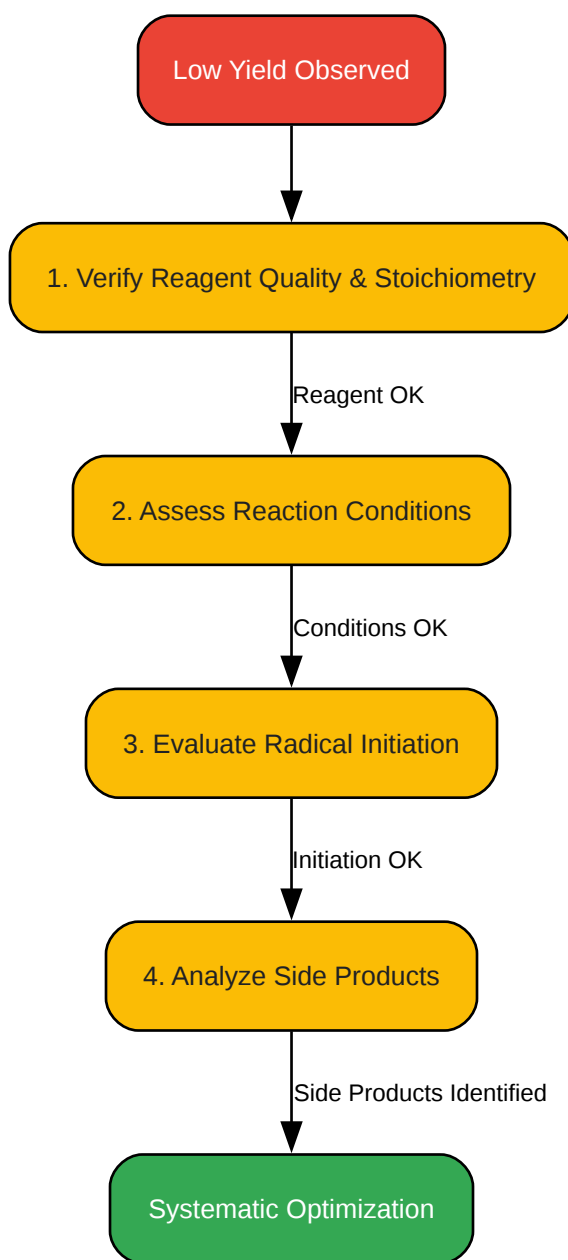 Low Yield Observed
1. Verify Reagent Quality & Stoichiometry
Reagent OK
2. Assess Reaction Conditions
Conditions OK
3. Evaluate Radical Initiation
Initiation OK
4. Analyze Side Products
Side Products Identified
Systematic Optimization